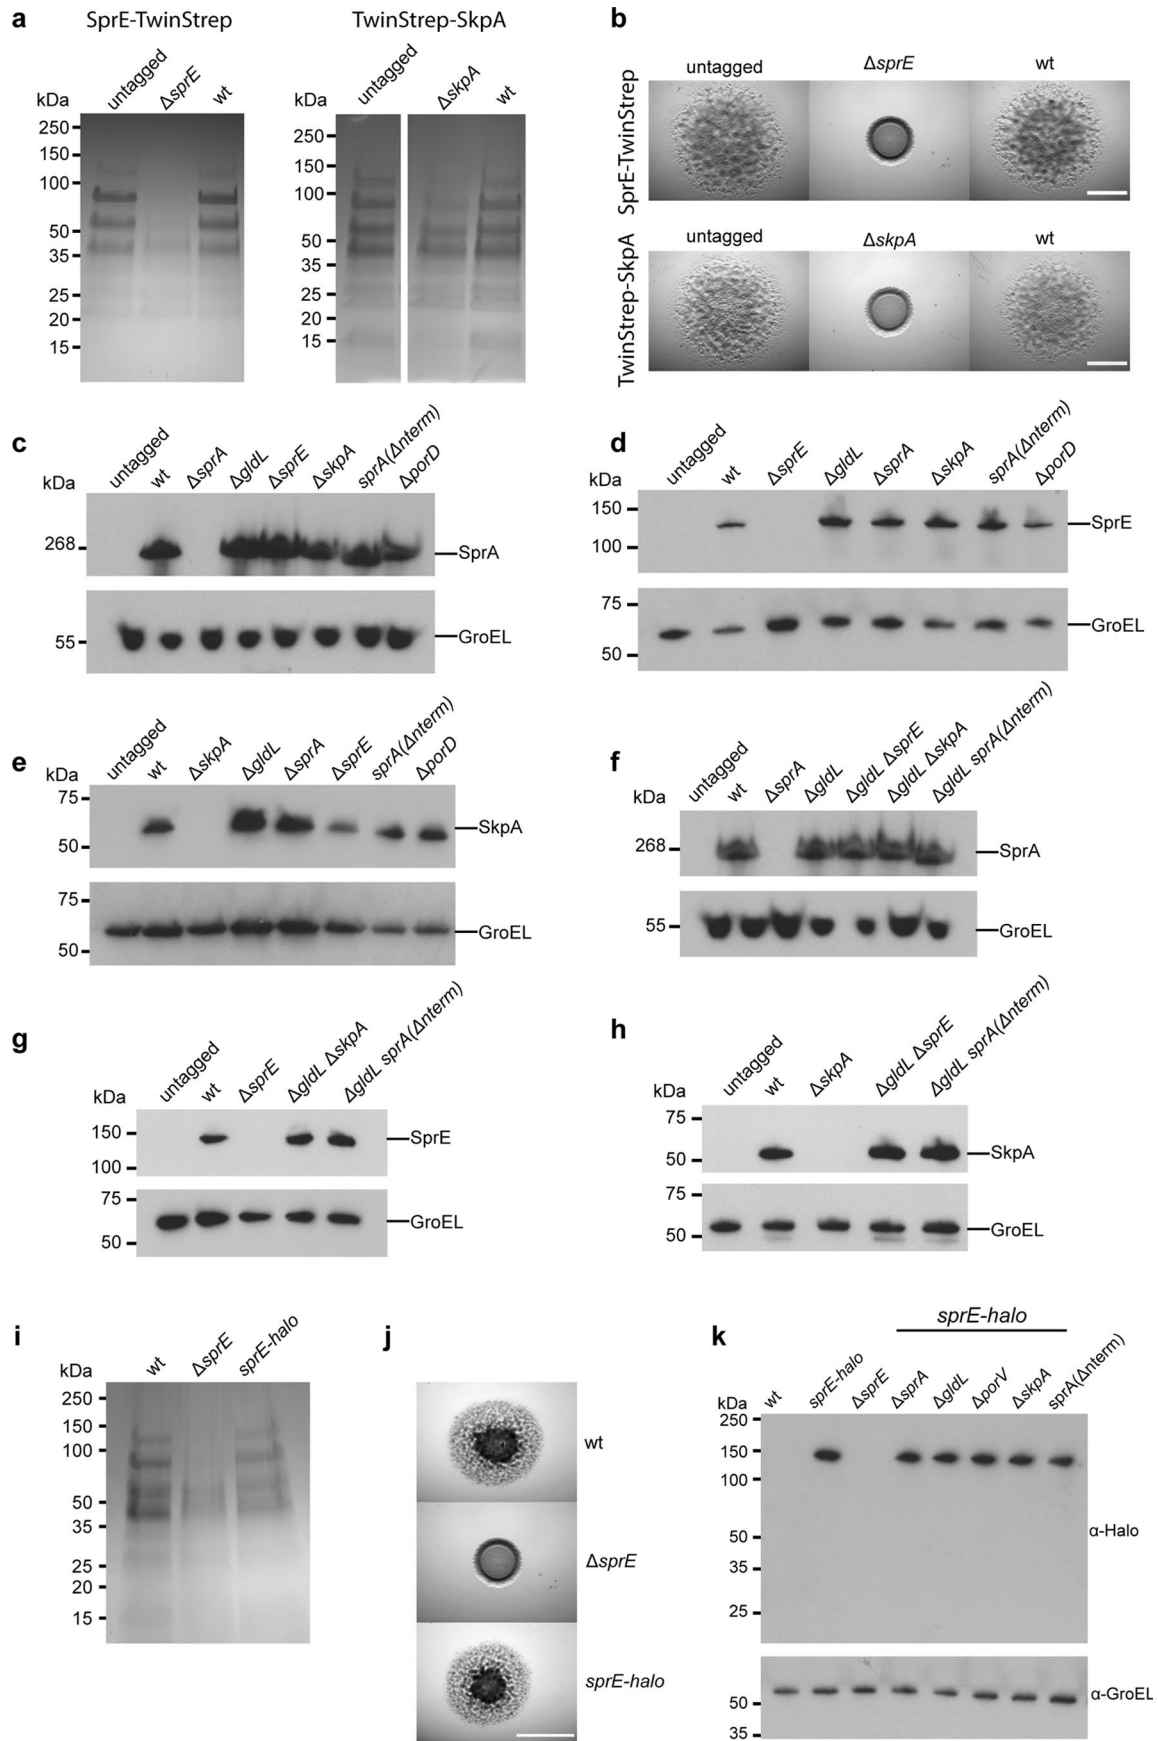 a
SprE-TwinStrep
TwinStrep-SkpA
kDa
untagged
ΔsprE
wt
250
150
100
50
35
25
20
15
kDa
untagged
ΔskpA
wt
250
150
100
50
35
25
20
15
b
untagged
ΔsprE
wt
SprE-TwinStrep
untagged
ΔskpA
wt
TwinStrep-SkpA
c
kDa
untagged
wt
ΔsprA
ΔgldL
ΔsprE
ΔskpA
sprA(Δnterm)
ΔporD
268
SprA
55
GroEL
d
kDa
untagged
wt
ΔsprE
ΔgldL
ΔsprA
ΔskpA
sprA(Δnterm)
ΔporD
150
100
SprE
75
50
GroEL
e
kDa
untagged
wt
ΔskpA
ΔgldL
ΔsprA
ΔsprE
sprA(Δnterm)
ΔporD
75
50
SkpA
75
50
GroEL
f
kDa
untagged
wt
ΔsprA
ΔgldL
ΔgldL ΔsprE
ΔgldL ΔskpA
ΔgldL sprA(Δnterm)
268
SprA
55
GroEL
g
kDa
untagged
wt
ΔsprE
ΔgldL ΔskpA
ΔgldL sprA(Δnterm)
150
100
SprE
75
50
GroEL
h
kDa
untagged
wt
ΔskpA
ΔgldL ΔsprE
ΔgldL sprA(Δnterm)
75
50
SkpA
75
50
GroEL
i
kDa
wt
ΔsprE
sprE-halo
250
150
100
50
35
25
20
15
j
wt
ΔsprE
sprE-halo
k
sprE-halo
kDa
wt
sprE-halo
ΔsprE
ΔsprA
ΔgldL
ΔporV
ΔskpA
sprA(Δnterm)
250
150
100
50
35
25
α-Halo
50
35
α-GroEL